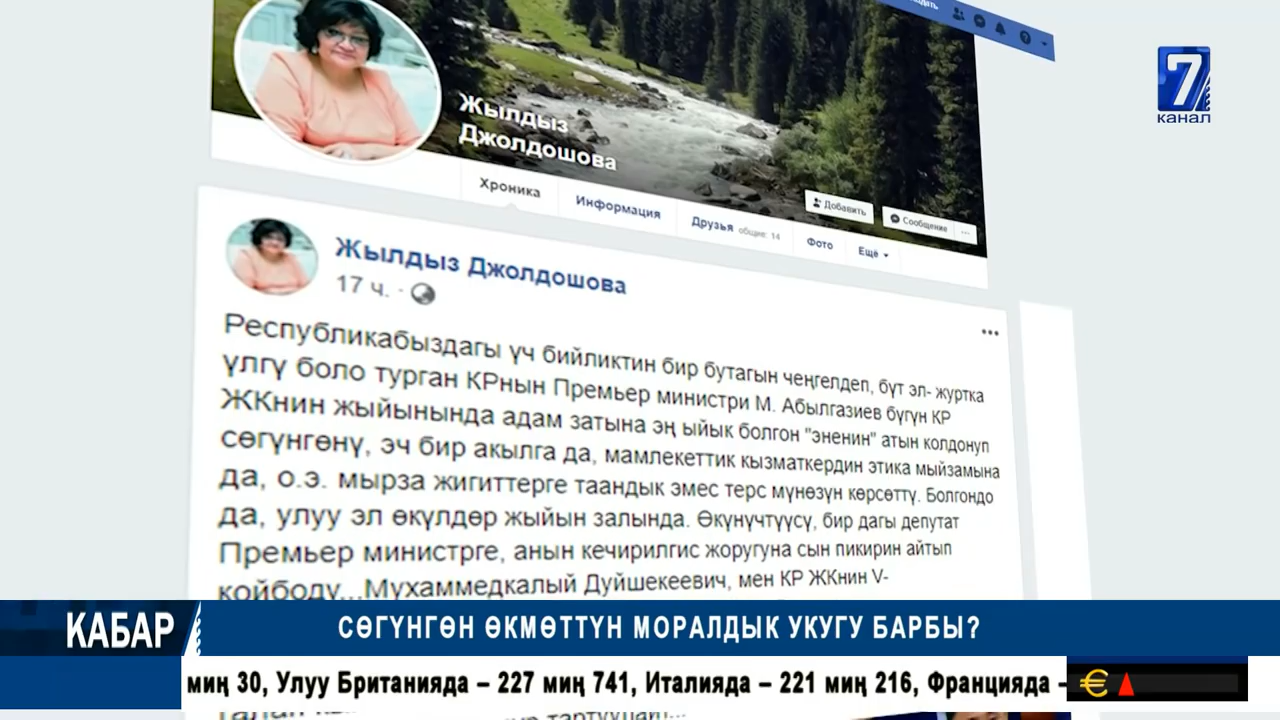 7
канал
Жылдыз
Джолдошова
Хроника
Информация
Друзья общие: 14
Фото
Ещё
Добавить
Сообщение
Жылдыз Джолдошова
17 ч.
Республикабыздагы үч бийликтин бир бутагын чеңгелдеп, бүт эл- журтка
үлгү боло турган КРнын Премьер министри М. Абылгазиев бүгүн КР
ЖКнин жыйынында адам затына эң ыйык болгон "эненин" атын колдонуп
сөгүнгөнү, эч бир акылга да, мамлекеттик кызматкердин этика мыйзамына
да, о.э. мырза жигиттерге таандык эмес терс мүнөзүн көрсөттү. Болгондо
да, улуу эл өкүлдөр жыйын залында. Өкүнүчтүүсү, бир дагы депутат
Премьер министрге, анын кечирилгис жоругуна сын пикирин айтып
койболу...Мухаммедкалый Дуйшекеевич, мен КР ЖКнин V-
КАБАР
СӨГҮНГӨН ӨКМӨТТҮН МОРАЛДЫК УКУГУ БАРБЫ?
миң 30, Улуу Британияда – 227 миң 741, Италияда – 221 миң 216, Францияда –
€